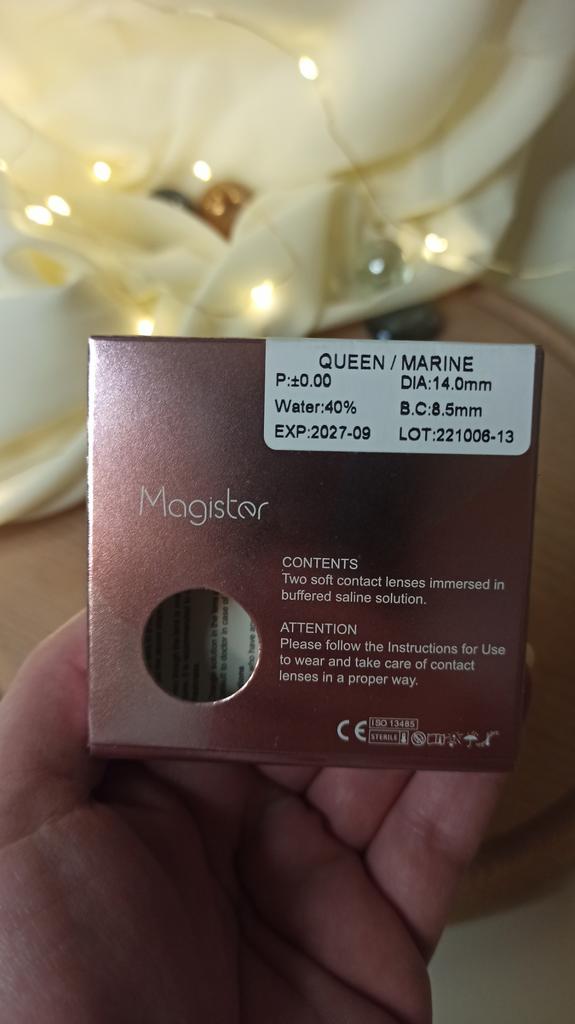 QUEEN / MARINE
P:±0.00 DIA:14.0mm
Water:40% B.C:8.5mm
EXP:2027-09 LOT:221006-13
Magister
CONTENTS
Two soft contact lenses immersed in
buffered saline solution.
ATTENTION
Please follow the Instructions for Use
to wear and take care of contact
lenses in a proper way.
CE ISO 13485
STERILE